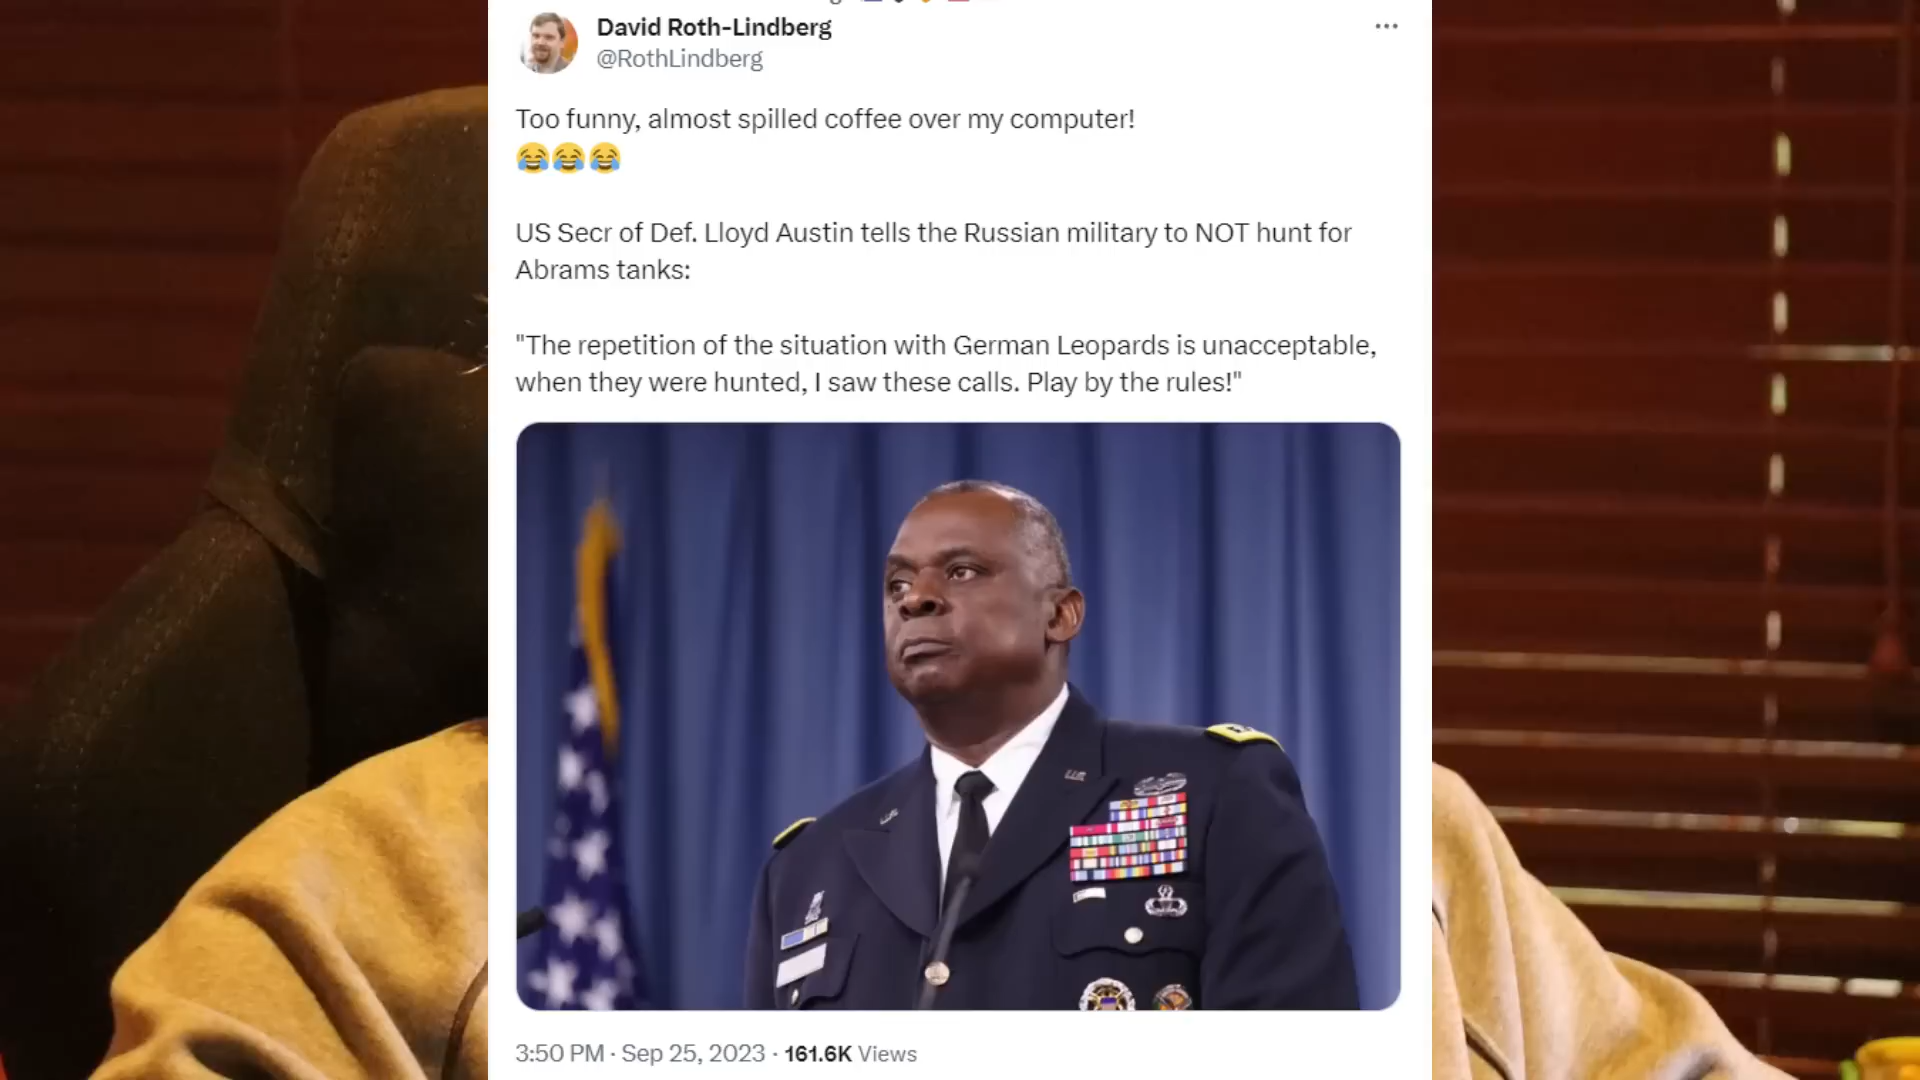 David Roth-Lindberg
@RothLindberg
Too funny, almost spilled coffee over my computer!
😂😂😂
US Secr of Def. Lloyd Austin tells the Russian military to NOT hunt for
Abrams tanks:
"The repetition of the situation with German Leopards is unacceptable,
when they were hunted, I saw these calls. Play by the rules!"
3:50 PM · Sep 25, 2023 · 161.6K Views